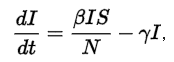 dI/dt = βIS/N − γI,